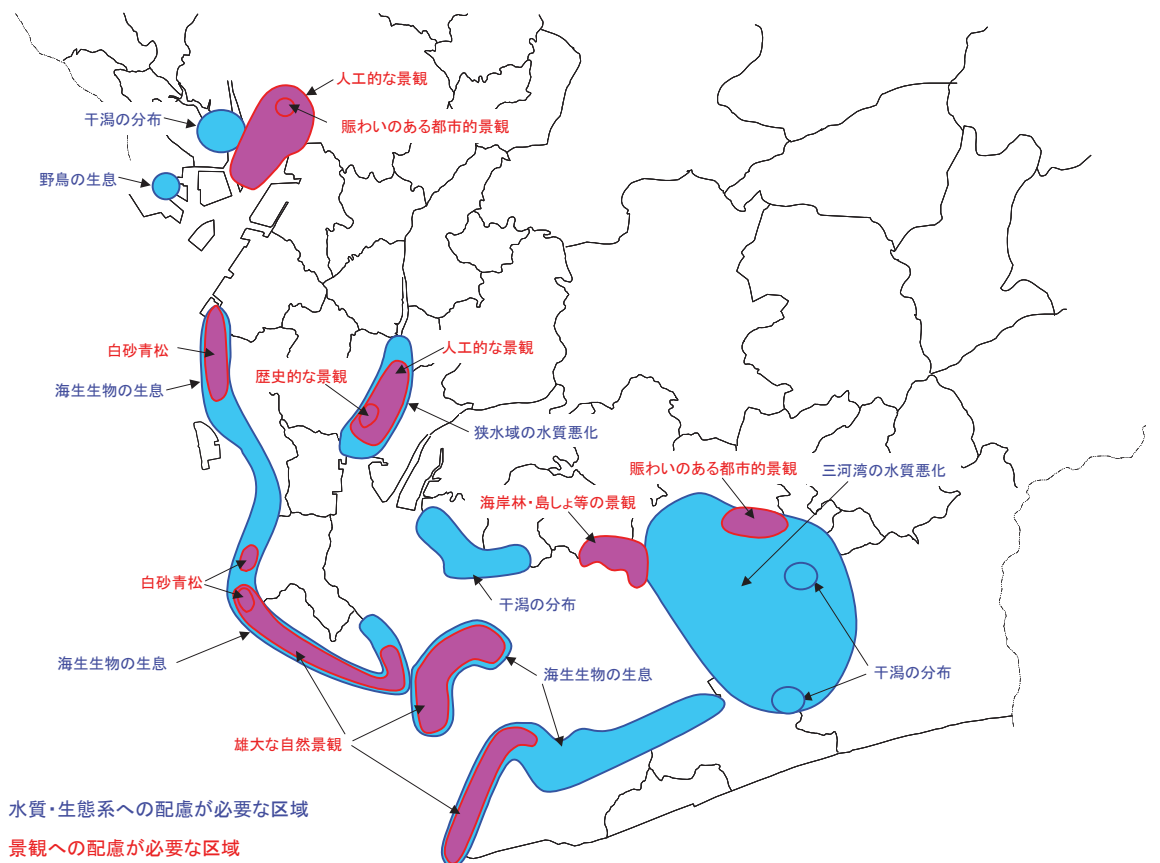 人工的な景観
干潟の分布
賑わいのある都市的景観
野鳥の生息
白砂青松
人工的な景観
歴史的な景観
海生生物の生息
狭水域の水質悪化
賑わいのある都市的景観
三河湾の水質悪化
海岸林・島しょ等の景観
白砂青松
干潟の分布
海生生物の生息
海生生物の生息
干潟の分布
雄大な自然景観
水質・生態系への配慮が必要な区域
景観への配慮が必要な区域